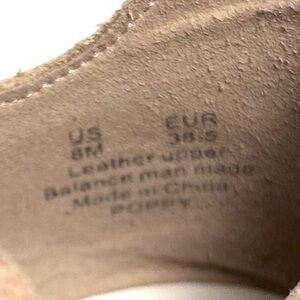 US EUR
8M 38.5
Leather upper
Balance man made
Made in China
POPPY